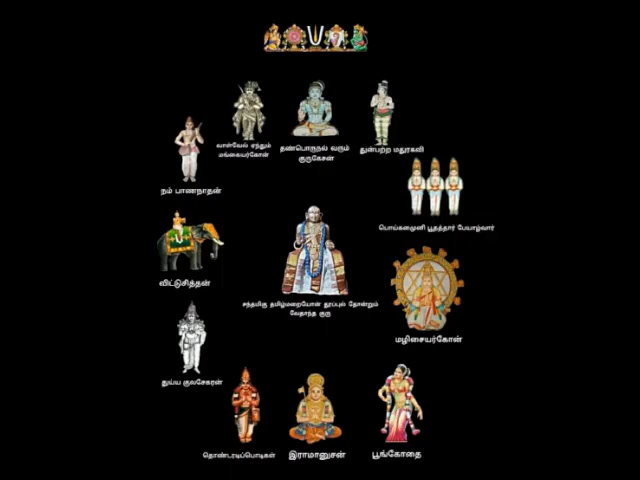 வாள்வேல் ஏந்தும்
மங்கையர்கோன்
தண்பொருநல் வரும்
குருகேசன்
துன்பற்ற மதுரகவி
நம் பாணநாதன்
பொய்கைமுனி பூதத்தார் பேயாழ்வார்
விட்டுசித்தன்
சந்தமிகு தமிழ்மறையோன் தூப்புல் தோன்றும்
வேதாந்த குரு
மழிசையர்கோன்
துய்ய குலசேகரன்
தொண்டரடிப்பொடிகள்
இராமானுசன்
பூங்கோதை